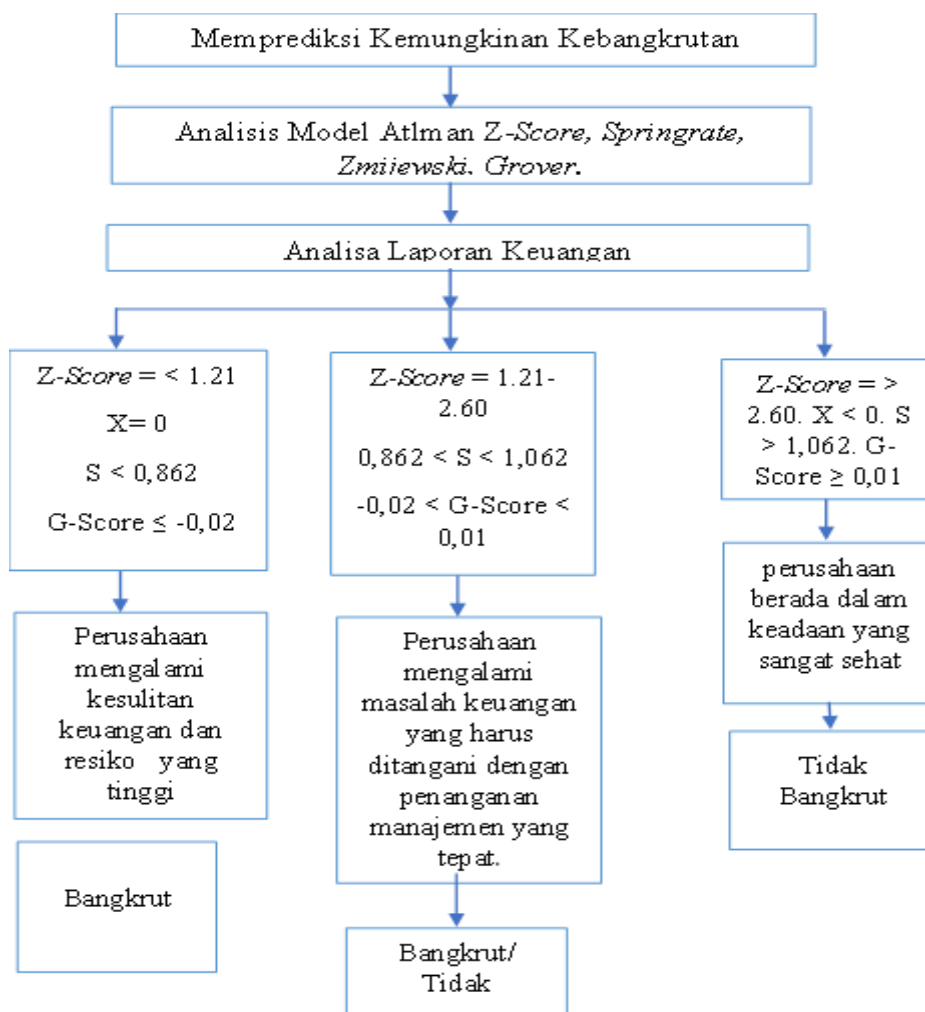 Memprediksi Kemungkinan Kebangkrutan
Analisis Model Atlman Z-Score, Springrate,
Zmijewski. Grover.
Analisa Laporan Keuangan
Z-Score = < 1.21
X= 0
S < 0,862
G-Score ≤ -0,02
Z-Score = 1.21-
2.60
0,862 < S < 1,062
-0,02 < G-Score <
0,01
Z-Score = >
2.60. X < 0. S
> 1,062. G-
Score ≥ 0,01
Perusahaan
mengalami
kesulitan
keuangan dan
resiko yang
tinggi
Perusahaan
mengalami
masalah keuangan
yang harus
ditangani dengan
penanganan
manajemen yang
tepat.
perusahaan
berada dalam
keadaan yang
sangat sehat
Bangkrut
Bangkrut/
Tidak
Tidak
Bangkrut